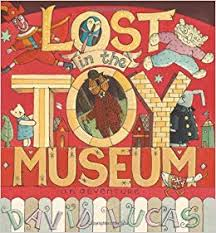 LOST
in the
TOY
MUSEUM
AN ADVENTURE
DAVID LUCAS